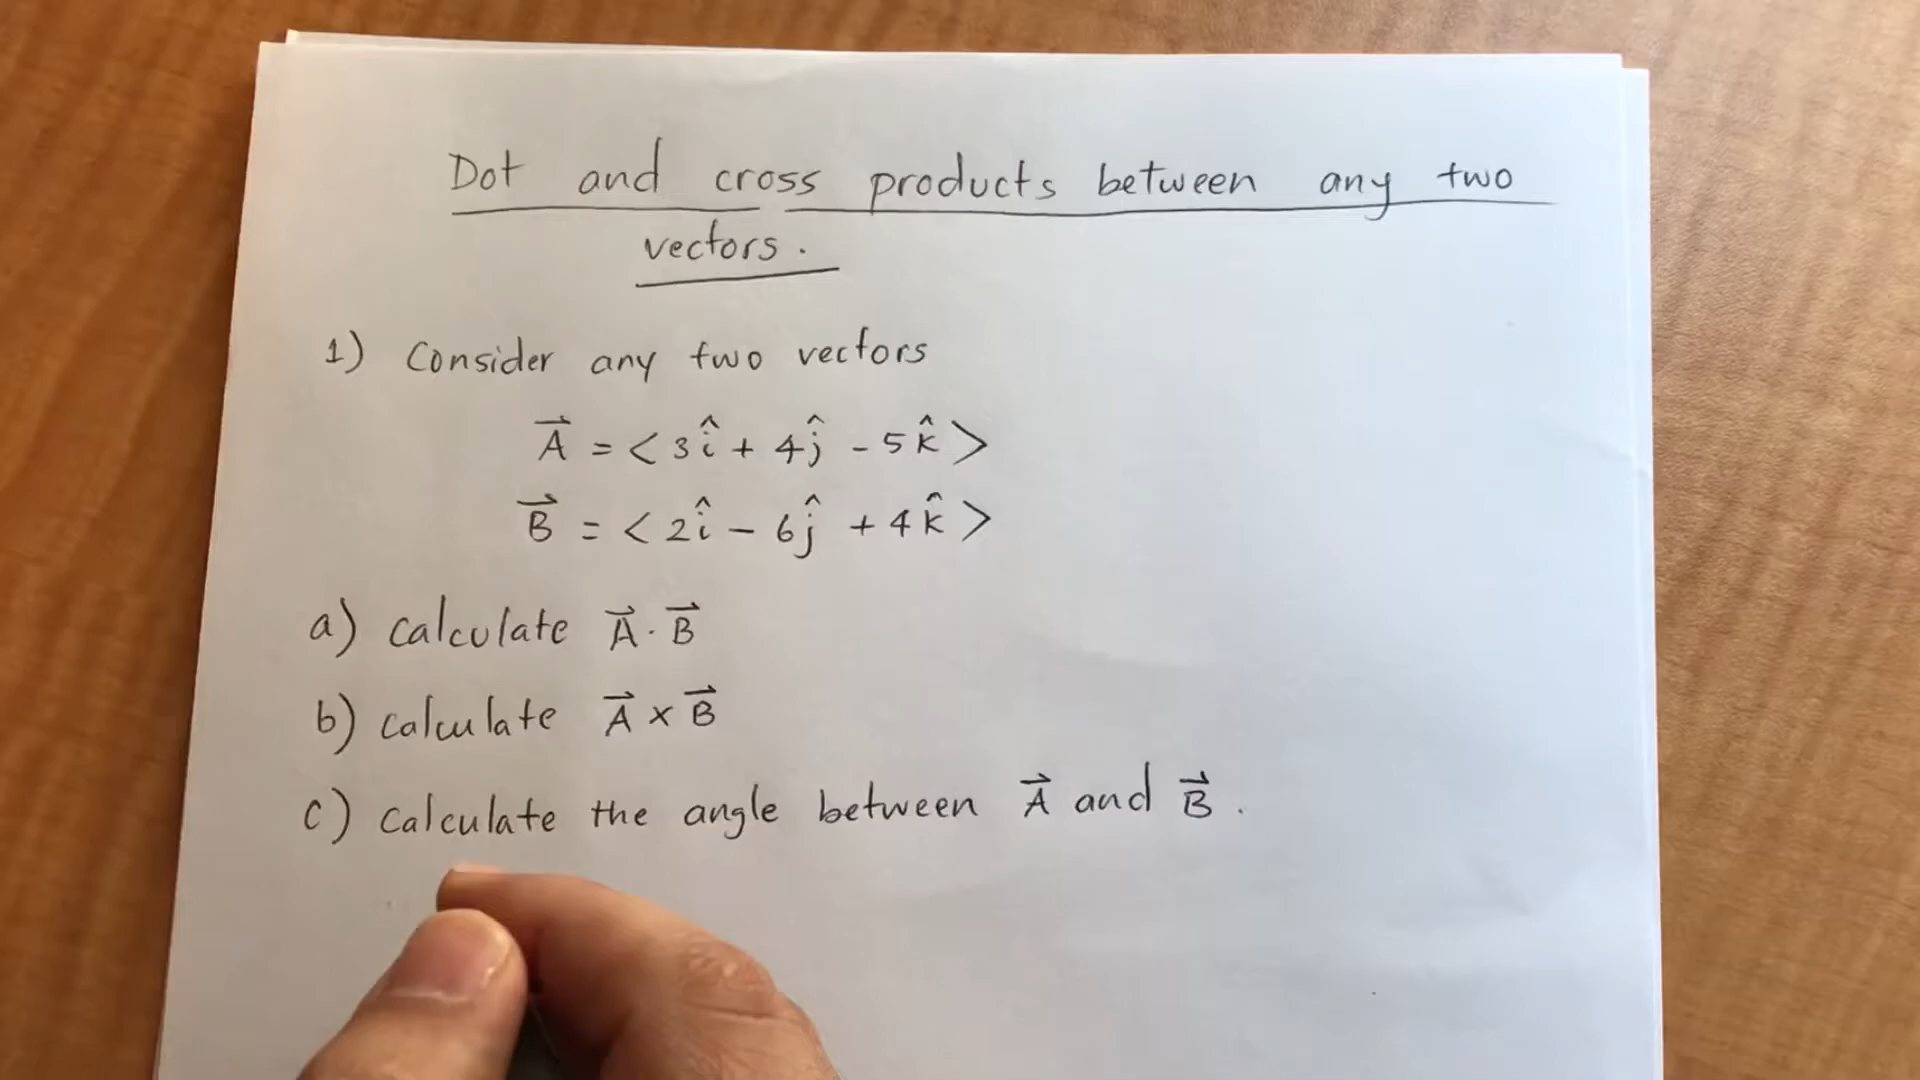 Dot and cross products between any two
vectors.
1) Consider any two vectors
A⃗ = < 3î + 4ĵ - 5k̂ >
B⃗ = < 2î - 6ĵ + 4k̂ >
a) calculate A⃗ · B⃗
b) calculate A⃗ × B⃗
c) calculate the angle between A⃗ and B⃗.